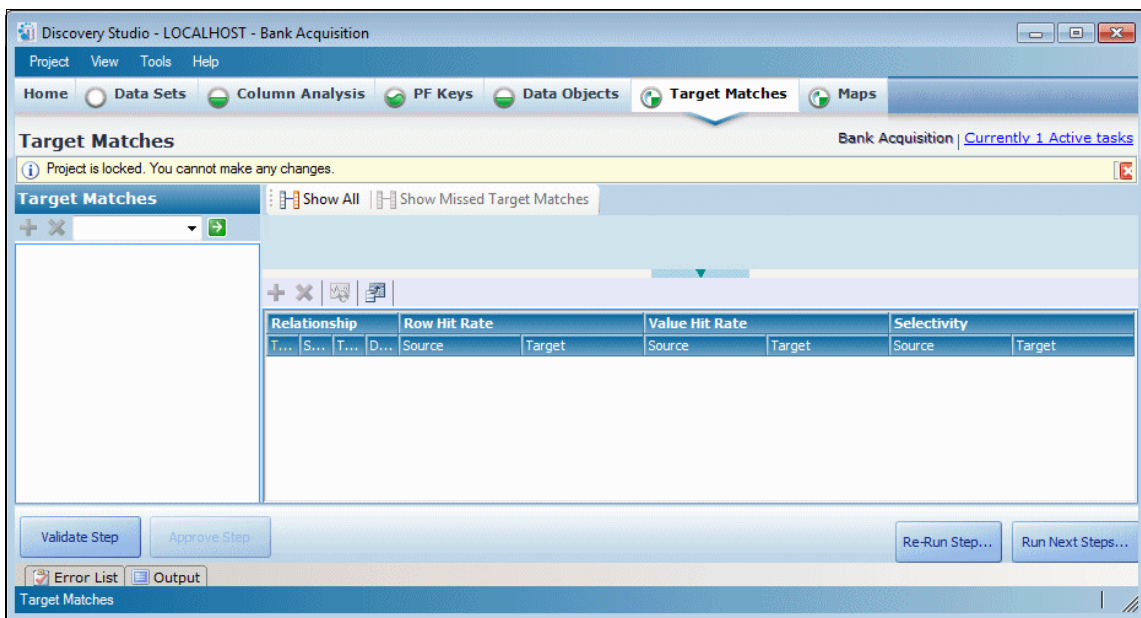 Discovery Studio - LOCALHOST - Bank Acquisition
Project View Tools Help
Home Data Sets Column Analysis PF Keys Data Objects Target Matches Maps
Target Matches Bank Acquisition | Currently 1 Active tasks
Project is locked. You cannot make any changes.
Target Matches Show All Show Missed Target Matches
Relationship Row Hit Rate Value Hit Rate Selectivity
T... S... T... D... Source Target Source Target Source Target
Validate Step Approve Step Re-Run Step... Run Next Steps...
Error List Output
Target Matches